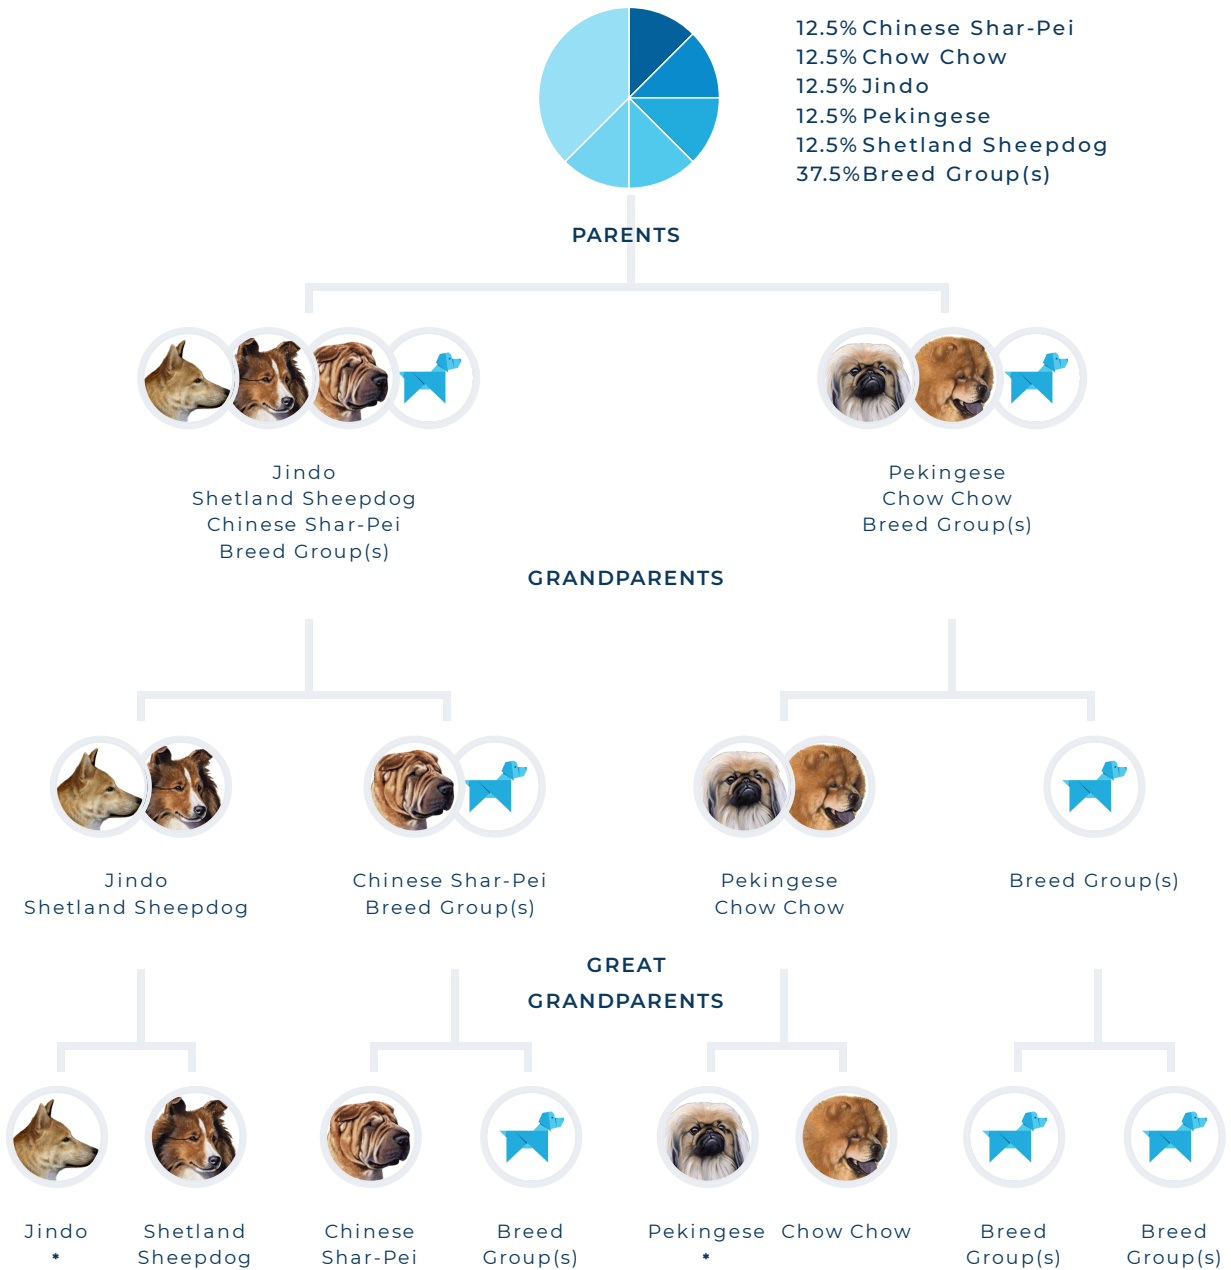 12.5% Chinese Shar-Pei
12.5% Chow Chow
12.5% Jindo
12.5% Pekingese
12.5% Shetland Sheepdog
37.5% Breed Group(s)
PARENTS
Jindo
Shetland Sheepdog
Chinese Shar-Pei
Breed Group(s)
Pekingese
Chow Chow
Breed Group(s)
GRANDPARENTS
Jindo
Shetland Sheepdog
Chinese Shar-Pei
Breed Group(s)
Pekingese
Chow Chow
Breed Group(s)
GREAT
GRANDPARENTS
Jindo
*
Shetland
Sheepdog
Chinese
Shar-Pei
Breed
Group(s)
Pekingese
*
Chow Chow
Breed
Group(s)
Breed
Group(s)